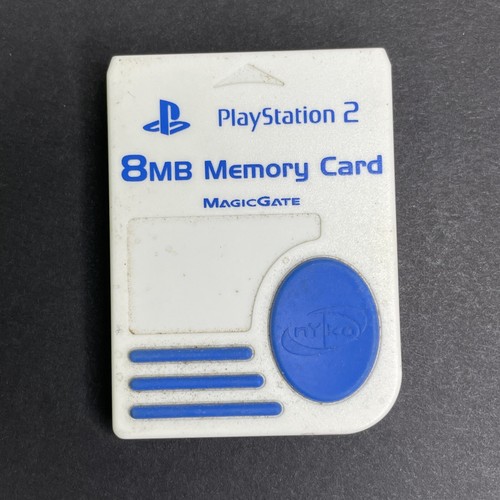 PlayStation 2
8MB Memory Card
MAGICGATE
nyko